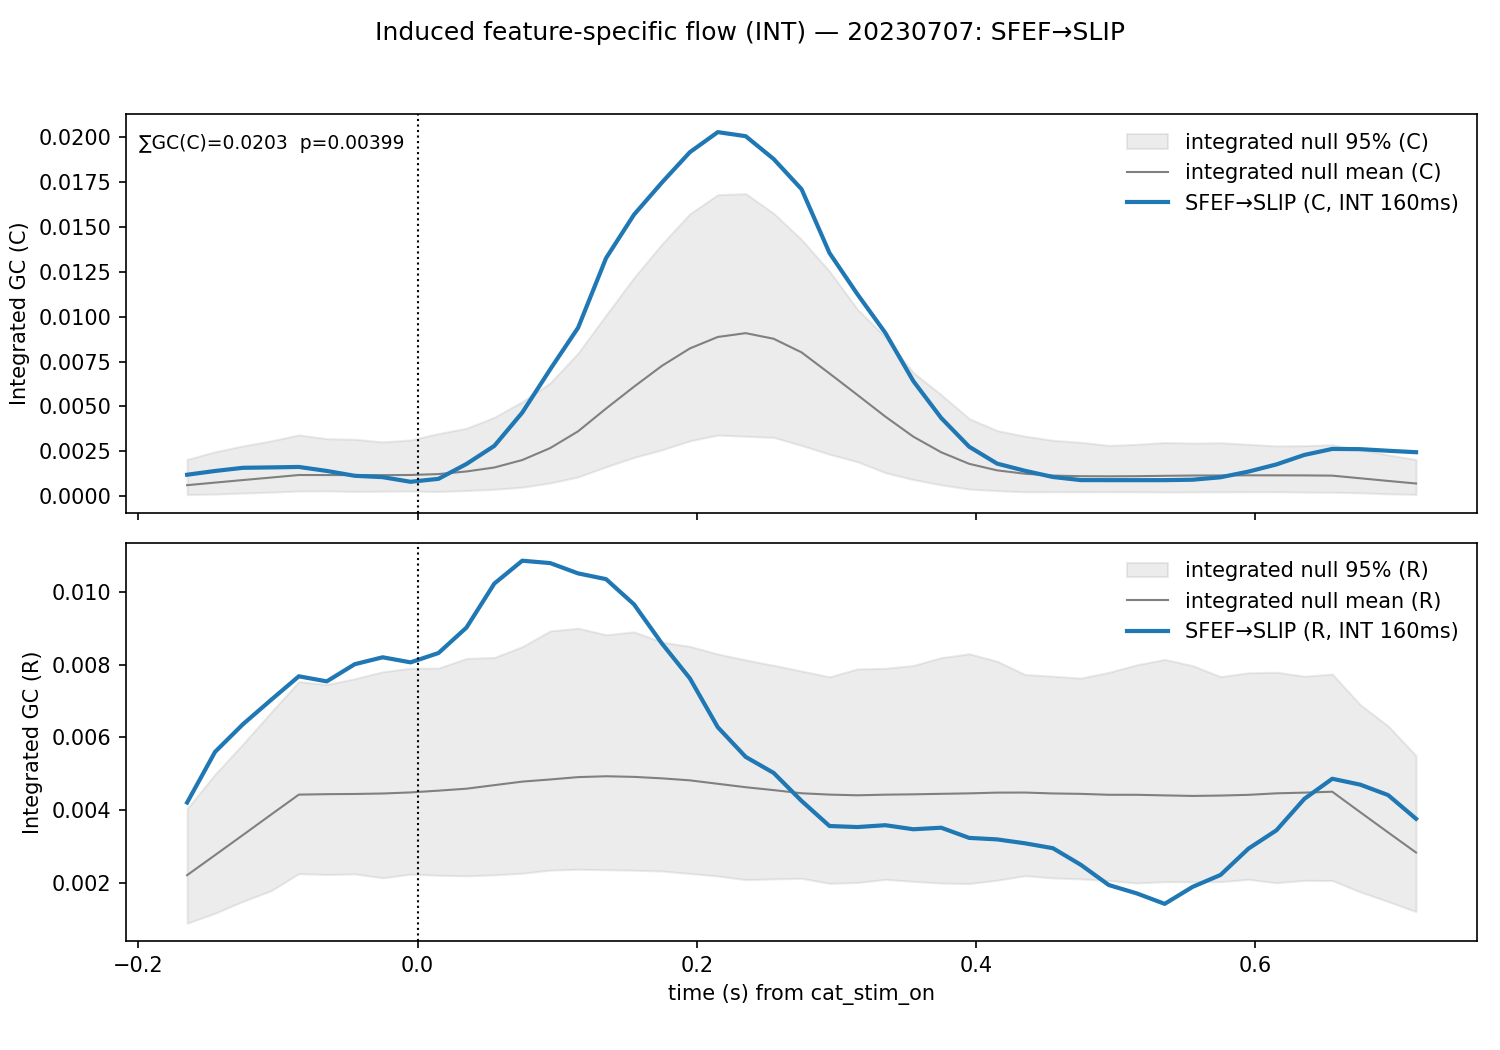 Induced feature-specific flow (INT) — 20230707: SFEF→SLIP
∑GC(C)=0.0203  p=0.00399
integrated null 95% (C)
integrated null mean (C)
SFEF→SLIP (C, INT 160ms)
Integrated GC (C)
0.0200
0.0175
0.0150
0.0125
0.0100
0.0075
0.0050
0.0025
0.0000
integrated null 95% (R)
integrated null mean (R)
SFEF→SLIP (R, INT 160ms)
Integrated GC (R)
0.010
0.008
0.006
0.004
0.002
−0.2 0.0 0.2 0.4 0.6
time (s) from cat_stim_on